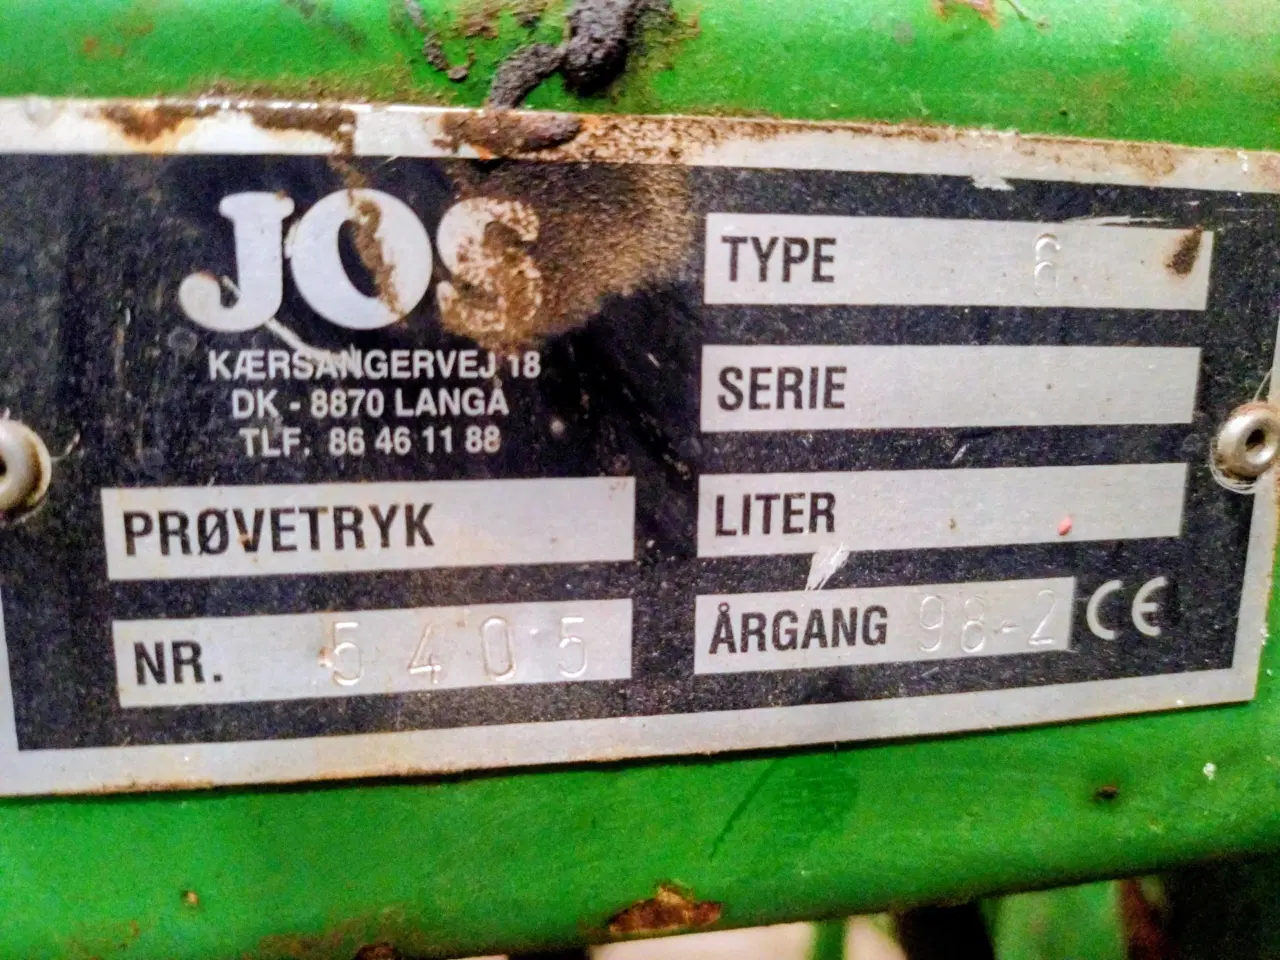 JOS
KÆRSANGERVEJ 18
DK - 8870 LANGÅ
TLF. 86 46 11 88
PRØVETRYK
NR. 5405
TYPE
SERIE
LITER
ÅRGANG 98-2 CE